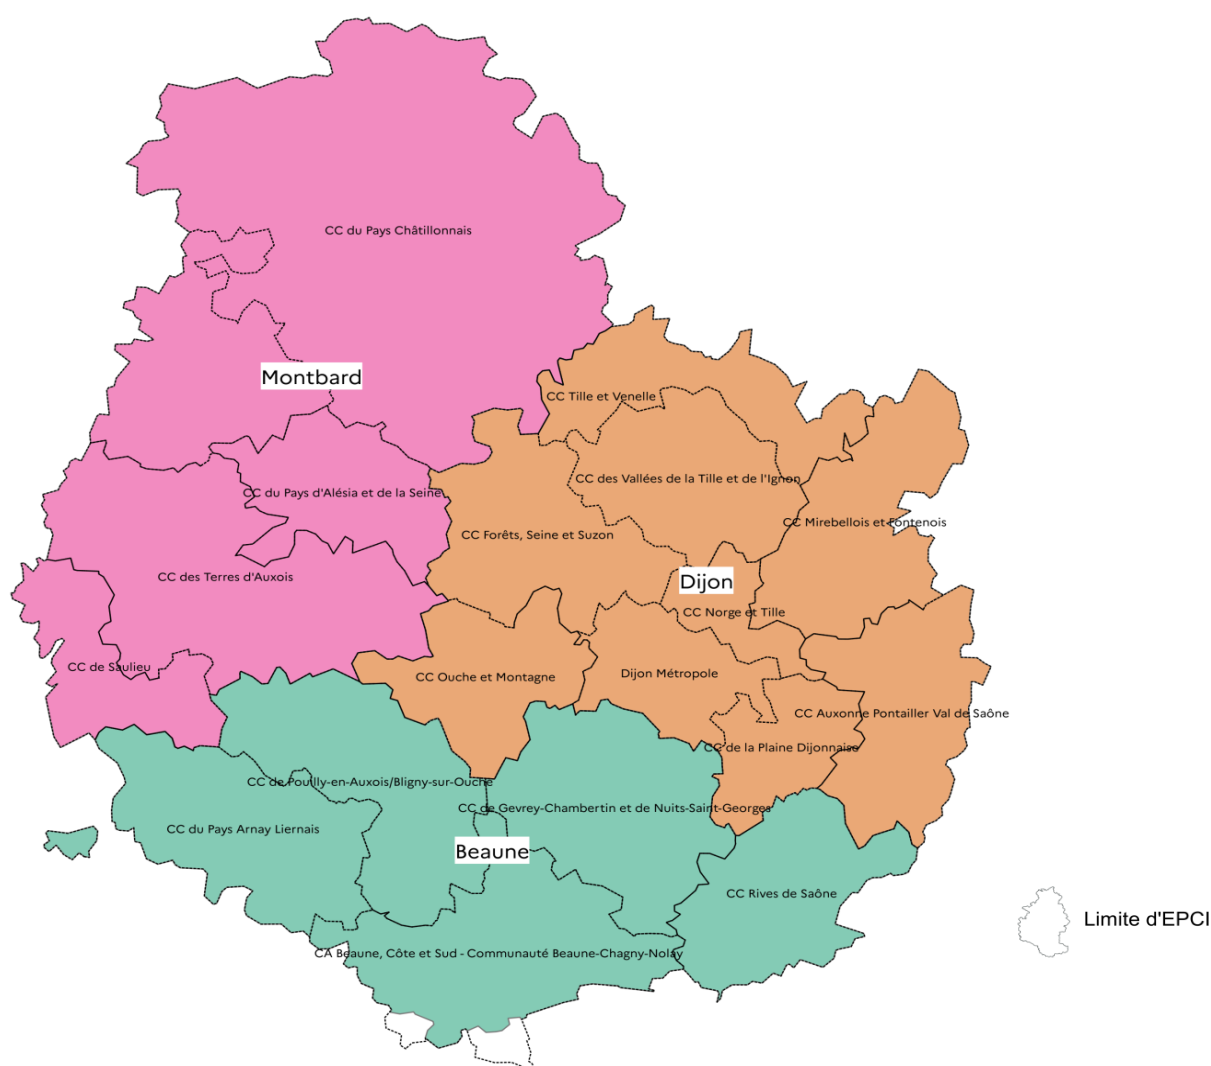 CC du Pays Châtillonnais
Montbard
CC Tille et Venelle
CC des Vallées de la Tille et de l'Ignon
CC du Pays d'Alésia et de la Seine
CC Mirebellois et Fontenois
CC Forêts, Seine et Suzon
CC des Terres d'Auxois
Dijon
CC Norge et Tille
CC de Saulieu
CC Ouche et Montagne
Dijon Métropole
CC Auxonne Pontailler Val de Saône
CC de la Plaine Dijonnaise
CC de Pouilly-en-Auxois/Bligny-sur-Ouche
CC de Gevrey-Chambertin et de Nuits-Saint-Georges
CC du Pays Arnay Liernais
Beaune
CC Rives de Saône
Limite d'EPCI
CA Beaune, Côte et Sud - Communauté Beaune-Chagny-Nolay